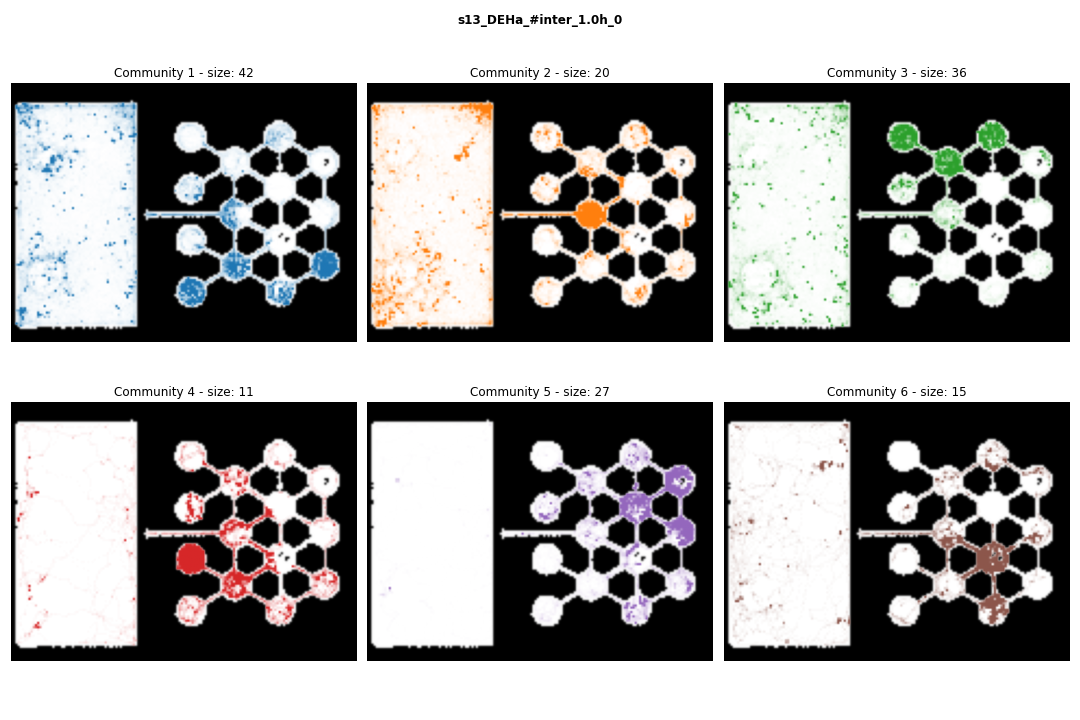 s13_DEHa_#inter_1.0h_0
Community 1 - size: 42
Community 2 - size: 20
Community 3 - size: 36
Community 4 - size: 11
Community 5 - size: 27
Community 6 - size: 15